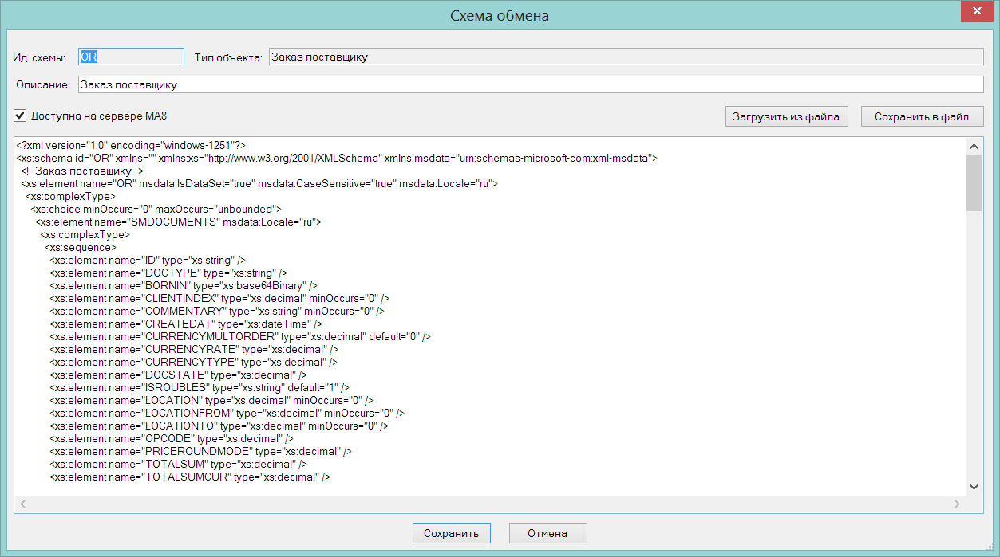 Схема обмена
Ид. схемы: OR Тип объекта: Заказ поставщику
Описание: Заказ поставщику
Доступна на сервере MA8 Загрузить из файла Сохранить в файл
<?xml version="1.0" encoding="windows-1251"?>
<xs:schema id="OR" xmlns="" xmlns:xs="http://www.w3.org/2001/XMLSchema" xmlns:msdata="urn:schemas-microsoft-com:xml-msdata">
<!--Заказ поставщику-->
<xs:element name="OR" msdata:IsDataSet="true" msdata:CaseSensitive="true" msdata:Locale="ru">
<xs:complexType>
<xs:choice minOccurs="0" maxOccurs="unbounded">
<xs:element name="SMDOCUMENTS" msdata:Locale="ru">
<xs:complexType>
<xs:sequence>
<xs:element name="ID" type="xs:string" />
<xs:element name="DOCTYPE" type="xs:string" />
<xs:element name="BORNIN" type="xs:base64Binary" />
<xs:element name="CLIENTINDEX" type="xs:decimal" minOccurs="0" />
<xs:element name="COMMENTARY" type="xs:string" minOccurs="0" />
<xs:element name="CREATEDAT" type="xs:dateTime" />
<xs:element name="CURRENCYMULTORDER" type="xs:decimal" default="0" />
<xs:element name="CURRENCYRATE" type="xs:decimal" />
<xs:element name="CURRENCYTYPE" type="xs:decimal" />
<xs:element name="DOCSTATE" type="xs:decimal" />
<xs:element name="ISROUBLES" type="xs:string" default="1" />
<xs:element name="LOCATION" type="xs:decimal" minOccurs="0" />
<xs:element name="LOCATIONFROM" type="xs:decimal" minOccurs="0" />
<xs:element name="LOCATIONTO" type="xs:decimal" minOccurs="0" />
<xs:element name="OPCODE" type="xs:decimal" />
<xs:element name="PRICEROUNDMODE" type="xs:decimal" />
<xs:element name="TOTALSUM" type="xs:decimal" />
<xs:element name="TOTALSUMCUR" type="xs:decimal" />
Сохранить Отмена